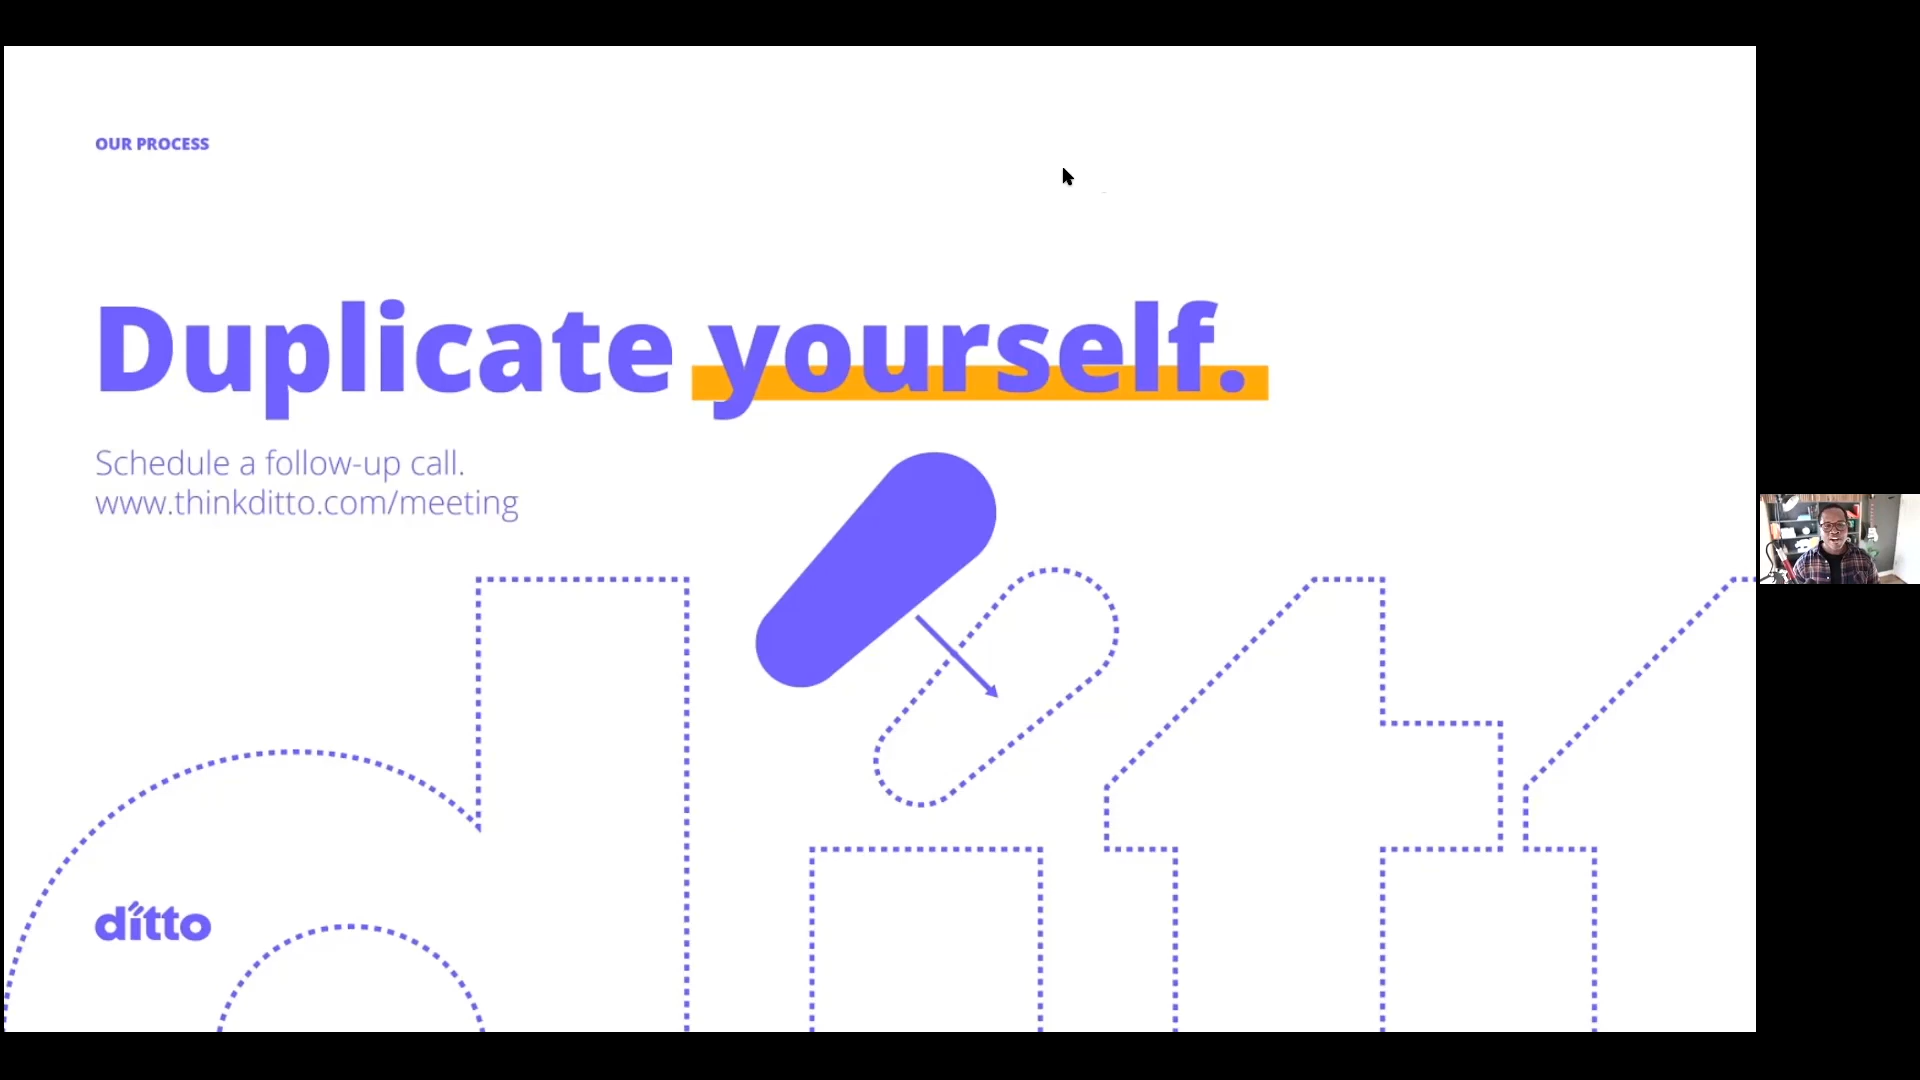 OUR PROCESS
Duplicate yourself.
Schedule a follow-up call.
www.thinkditto.com/meeting
ditto